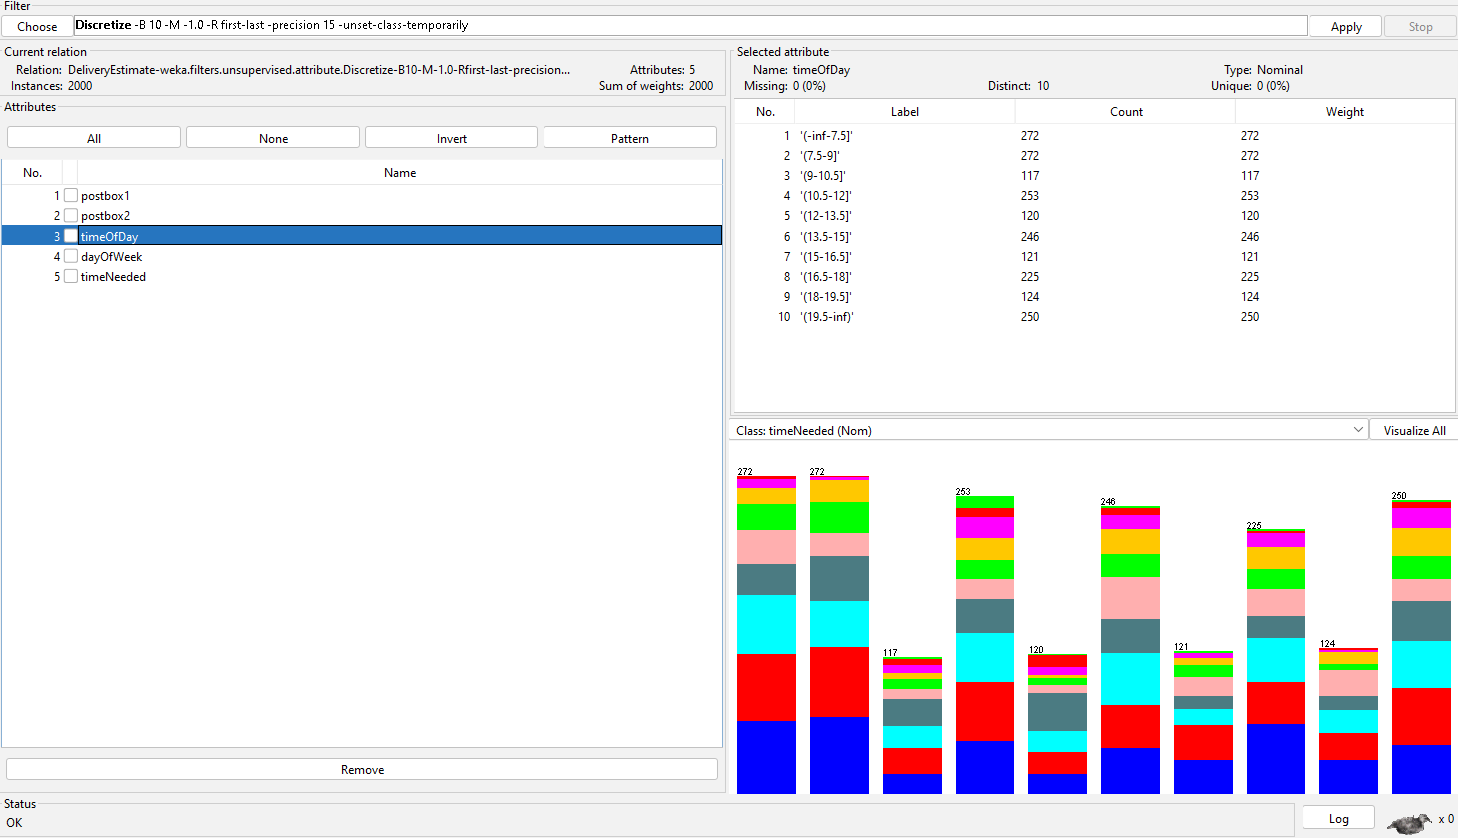 Filter
Choose Discretize -B 10 -M -1.0 -R first-last -precision 15 -unset-class-temporarily Apply Stop
Current relation
Relation: DeliveryEstimate-weka.filters.unsupervised.attribute.Discretize-B10-M-1.0-Rfirst-last-precision... Attributes: 5
Instances: 2000 Sum of weights: 2000
Attributes
All None Invert Pattern
No. Name
1 postbox1
2 postbox2
3 timeOfDay
4 dayOfWeek
5 timeNeeded
Remove
Selected attribute
Name: timeOfDay Type: Nominal
Missing: 0 (0%) Distinct: 10 Unique: 0 (0%)
No. Label Count Weight
1 '(-inf-7.5]' 272 272
2 '(7.5-9]' 272 272
3 '(9-10.5]' 117 117
4 '(10.5-12]' 253 253
5 '(12-13.5]' 120 120
6 '(13.5-15]' 246 246
7 '(15-16.5]' 121 121
8 '(16.5-18]' 225 225
9 '(18-19.5]' 124 124
10 '(19.5-inf)' 250 250
Class: timeNeeded (Nom) Visualize All
272 272 117 253 120 246 121 225 124 250
Status
OK Log x 0